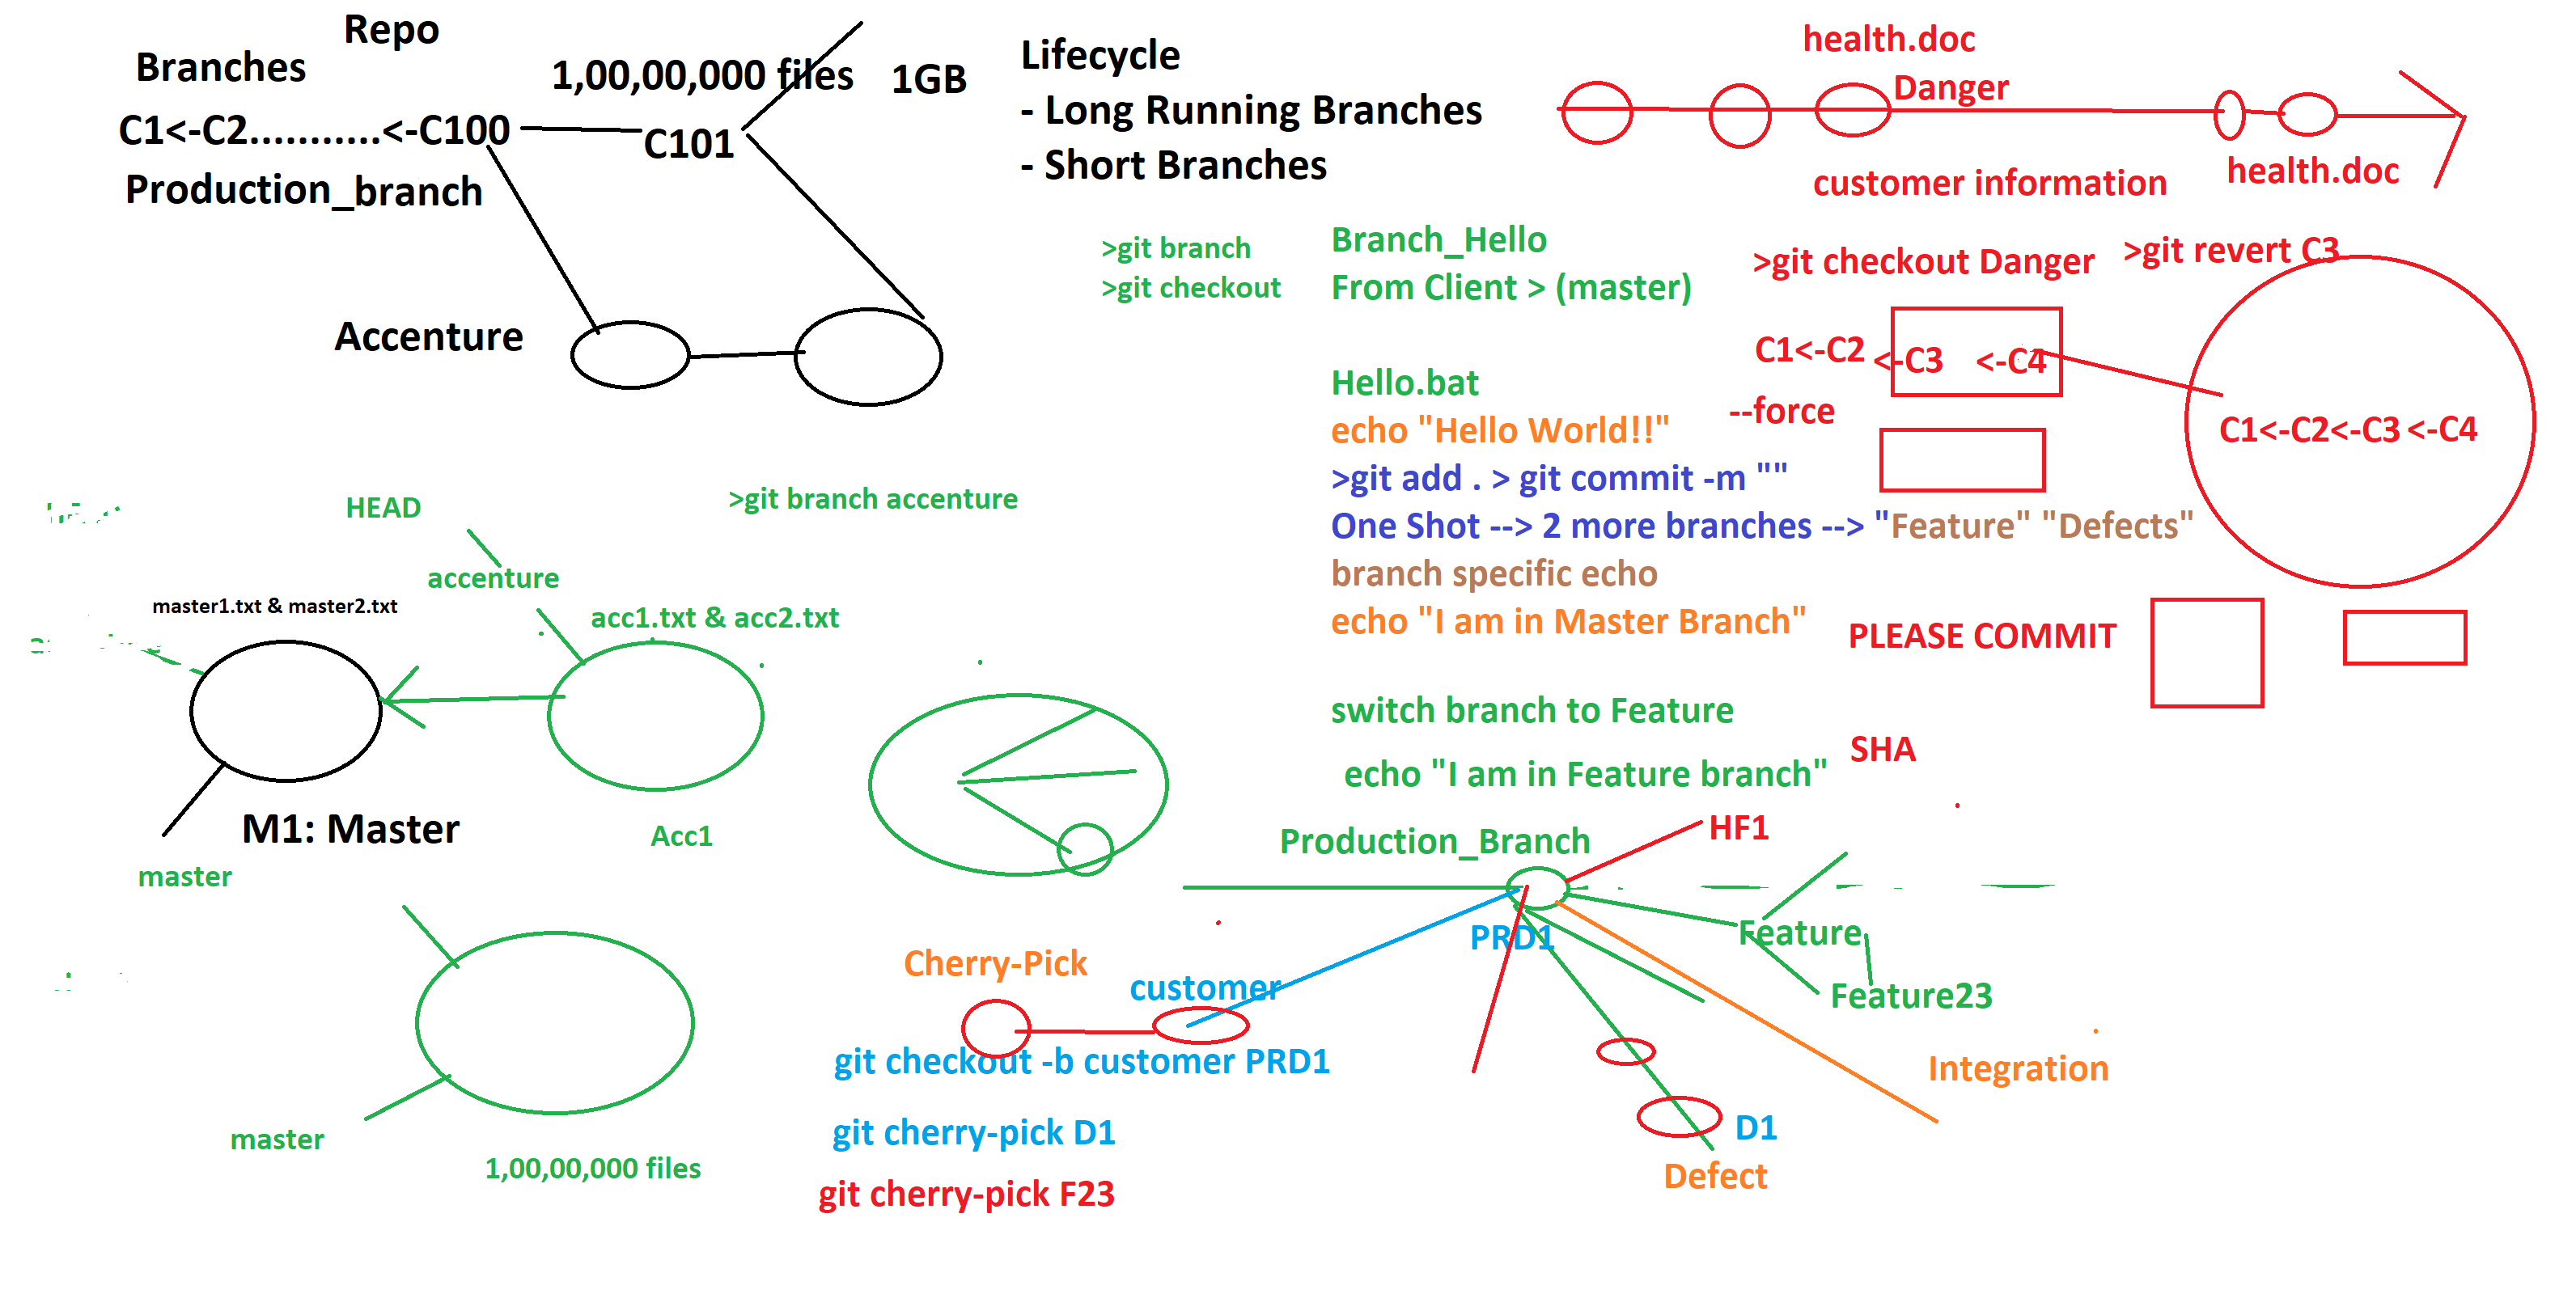 Repo
Branches
1,00,00,000 files
1GB
C1<-C2...........<-C100
C101
Production_branch
Accenture
Lifecycle
- Long Running Branches
- Short Branches
health.doc
Danger
customer information
health.doc
>git branch
>git checkout
Branch_Hello
From Client > (master)
>git checkout Danger
>git revert C3
C1<-C2 <-C3 <-C4
--force
C1<-C2<-C3 <-C4
Hello.bat
echo "Hello World!!"
>git add . > git commit -m ""
One Shot --> 2 more branches --> "Feature" "Defects"
branch specific echo
echo "I am in Master Branch"
PLEASE COMMIT
switch branch to Feature
echo "I am in Feature branch"
SHA
HEAD
>git branch accenture
accenture
master1.txt & master2.txt
acc1.txt & acc2.txt
M1: Master
Acc1
master
master
1,00,00,000 files
Production_Branch
HF1
PRD1
Feature
Feature23
Integration
D1
Defect
Cherry-Pick
customer
git checkout -b customer PRD1
git cherry-pick D1
git cherry-pick F23